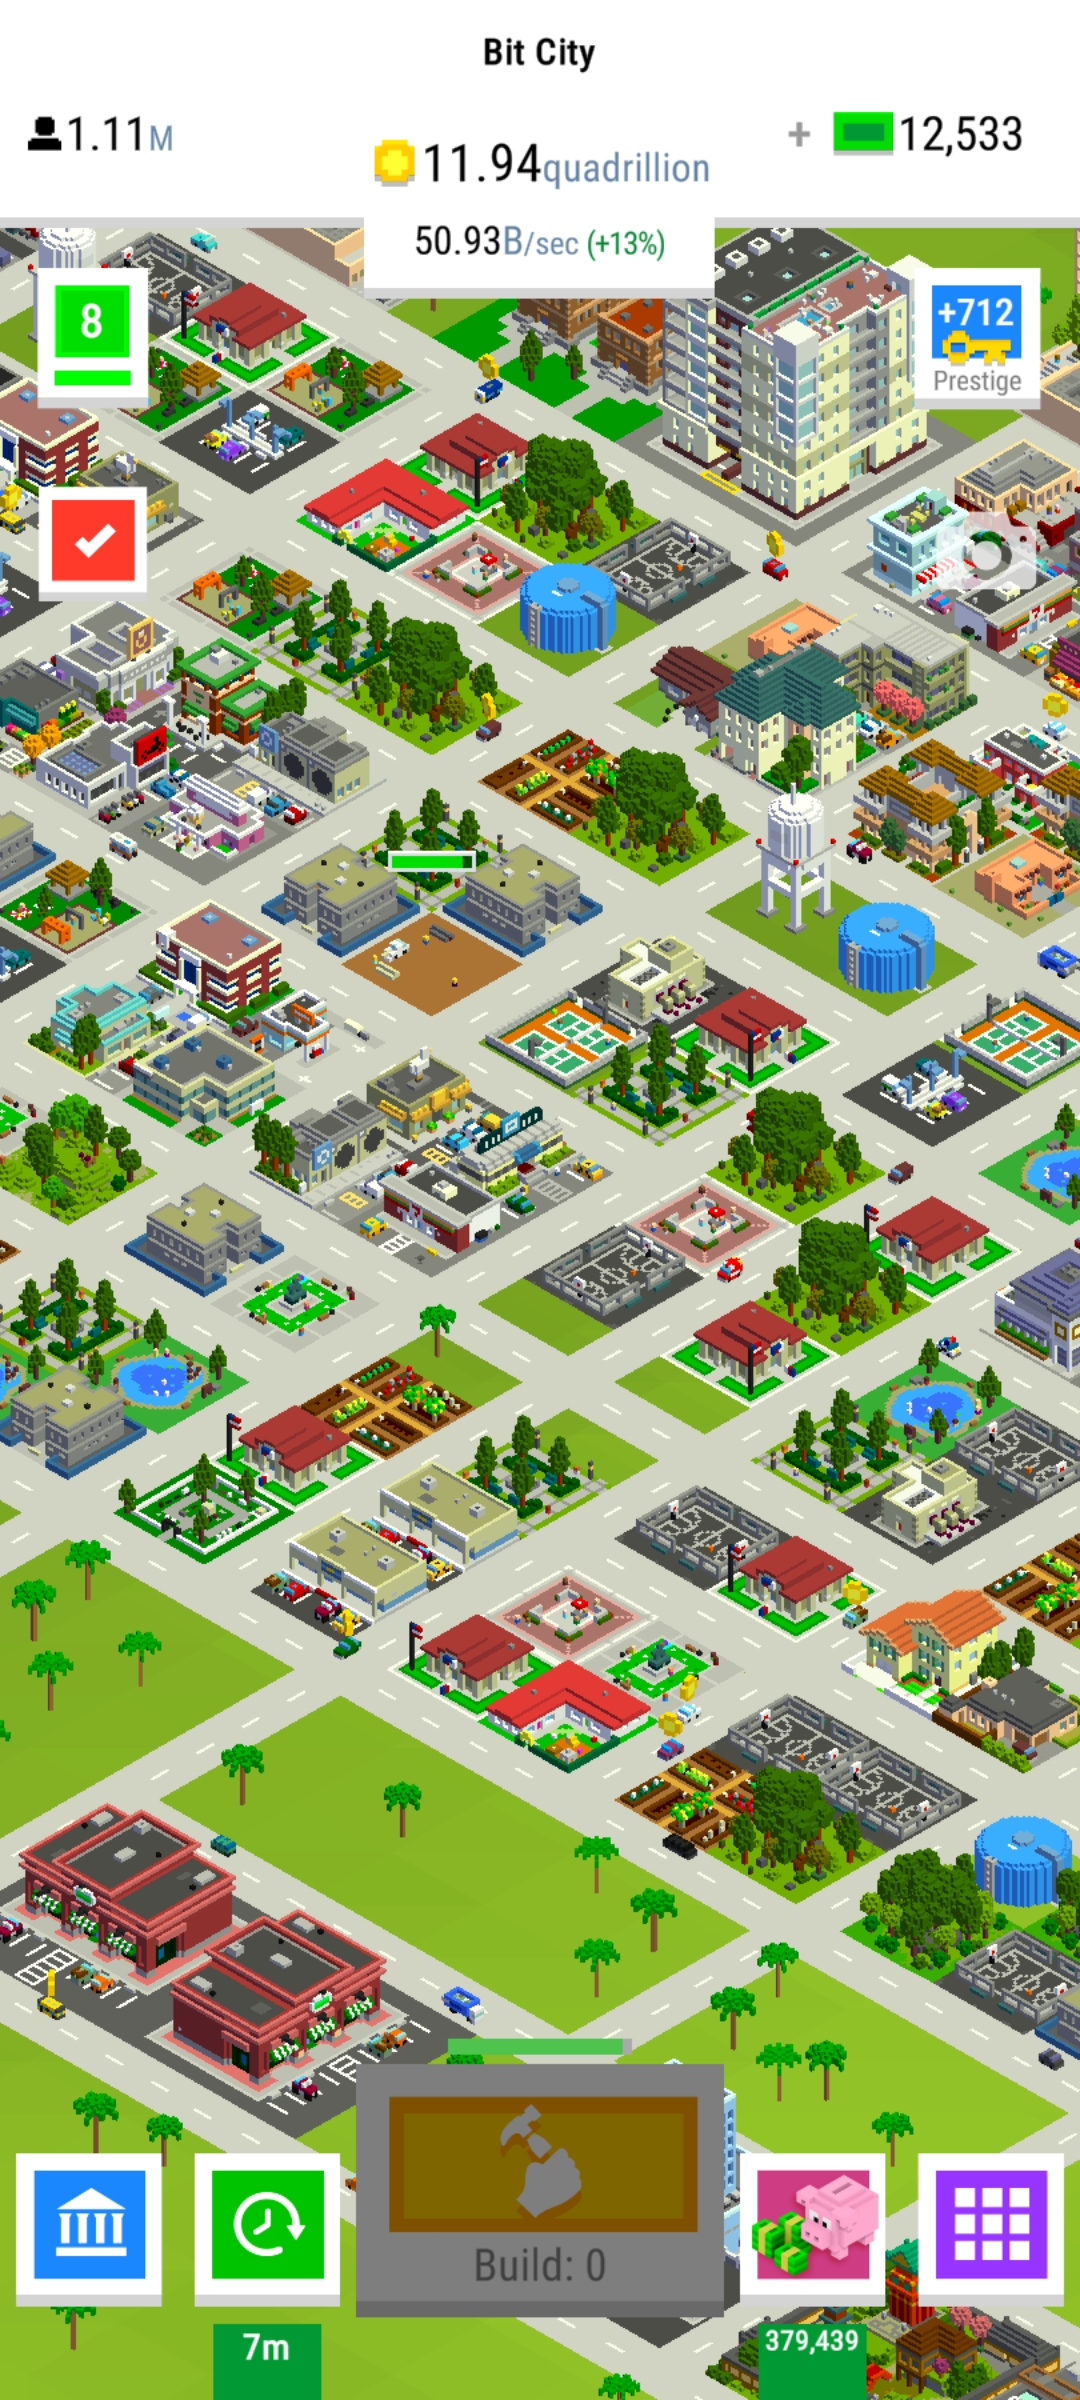 Bit City
1.11M
11.94quadrillion
+ 12,533
50.93B/sec (+13%)
8
+712
Prestige
Build: 0
7m
379,439